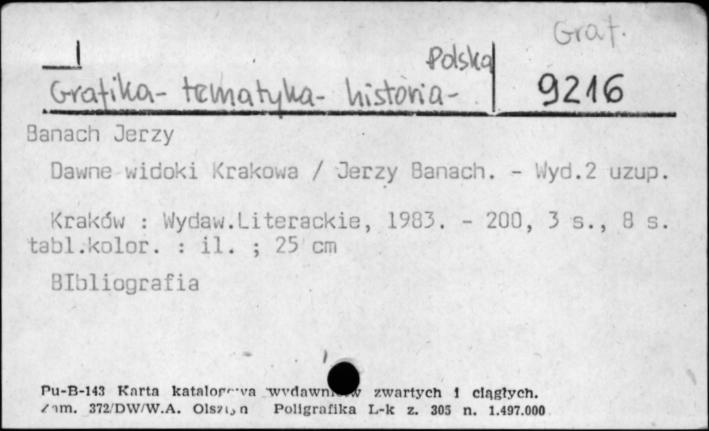 Graf.
Polska
Grafika- tematyka- historia-
9216
Banach Jerzy
Dawne widoki Krakowa / Jerzy Banach. - Wyd.2 uzup.
Kraków : Wydaw.Literackie, 1983. - 200, 3 s., 8 s.
tabl.kolor. : il. ; 25 cm
BIbliografia
Pu-B-143 Karta katalogowa wydawnictw zwartych i ciągłych.
Zam. 372/DW/W.A. Olsztyn Poligrafika L-k z. 305 n. 1.497.000